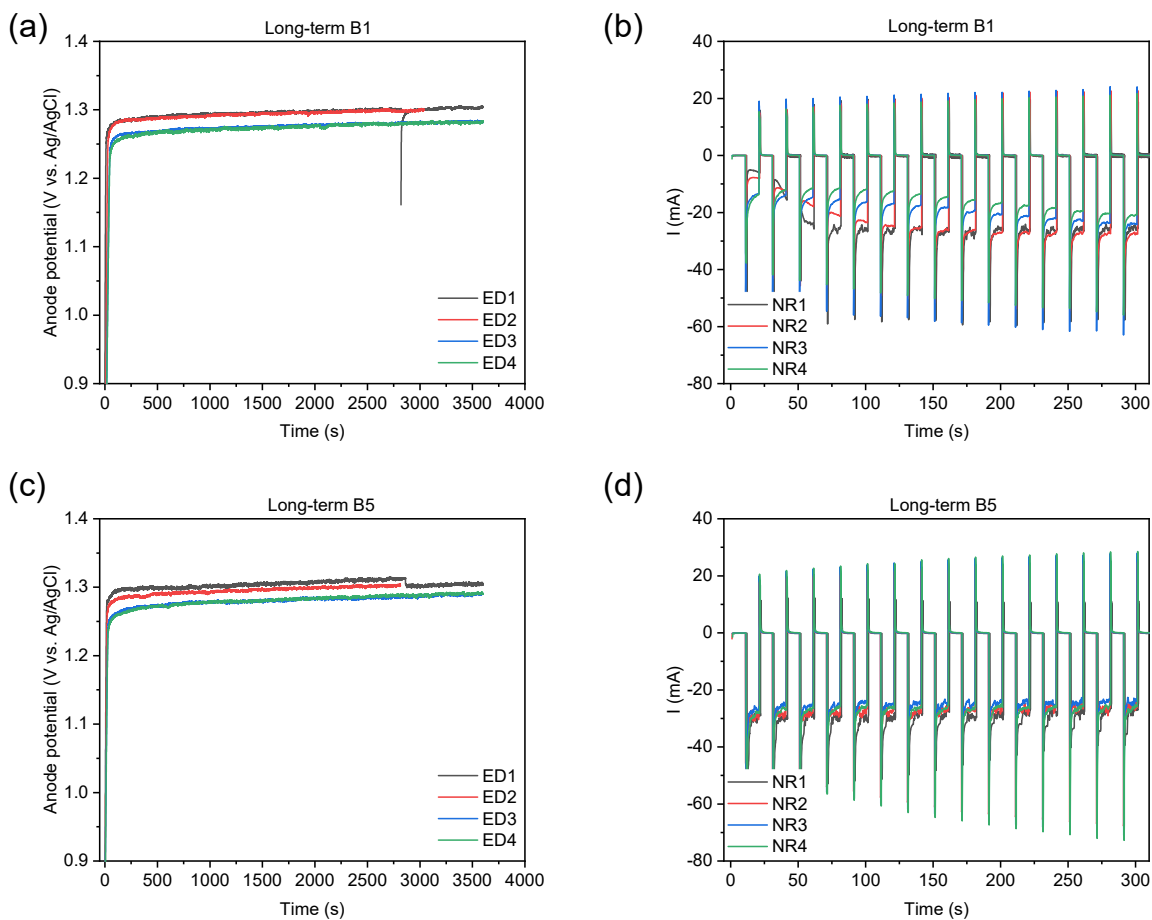 (a)
Long-term B1
Anode potential (V vs. Ag/AgCl)
1.4
1.3
1.2
1.1
1.0
0.9
0 500 1000 1500 2000 2500 3000 3500 4000
Time (s)
ED1
ED2
ED3
ED4
(b)
Long-term B1
I (mA)
40
20
0
-20
-40
-60
-80
0 50 100 150 200 250 300
Time (s)
NR1
NR2
NR3
NR4
(c)
Long-term B5
Anode potential (V vs. Ag/AgCl)
1.4
1.3
1.2
1.1
1.0
0.9
0 500 1000 1500 2000 2500 3000 3500 4000
Time (s)
ED1
ED2
ED3
ED4
(d)
Long-term B5
I (mA)
40
20
0
-20
-40
-60
-80
0 50 100 150 200 250 300
Time (s)
NR1
NR2
NR3
NR4